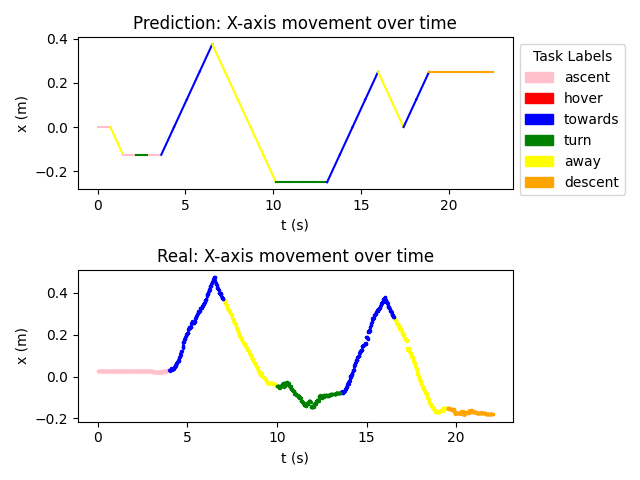 Prediction: X-axis movement over time
0.4
0.2
0.0
−0.2
x (m)
0
5
10
15
20
t (s)
Task Labels
ascent
hover
towards
turn
away
descent
Real: X-axis movement over time
0.4
0.2
0.0
−0.2
x (m)
0
5
10
15
20
t (s)